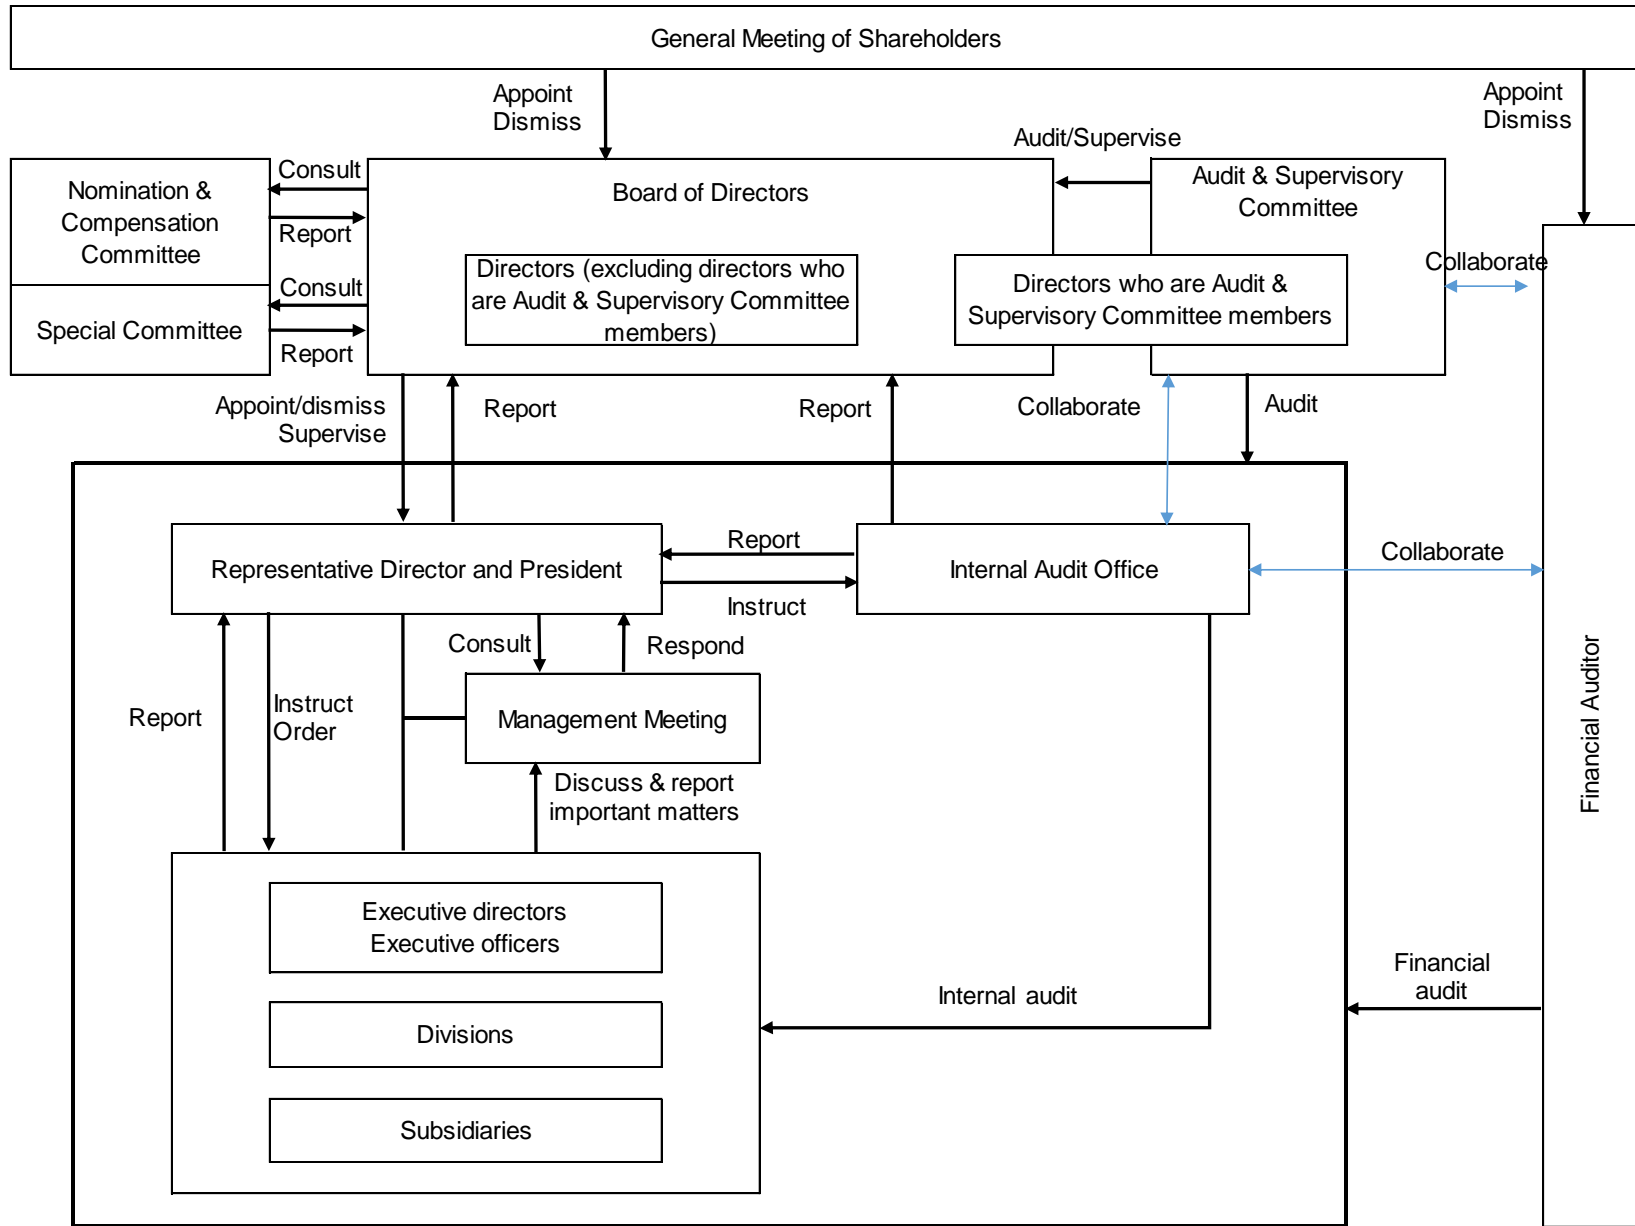 General Meeting of Shareholders
Appoint
Dismiss
Appoint
Dismiss
Audit/Supervise
Consult
Nomination &
Compensation
Committee
Report
Board of Directors
Audit & Supervisory
Committee
Consult
Special Committee
Report
Directors (excluding directors who
are Audit & Supervisory Committee
members)
Directors who are Audit &
Supervisory Committee members
Collaborate
Appoint/dismiss
Supervise
Report
Report
Collaborate
Audit
Representative Director and President
Report
Instruct
Internal Audit Office
Collaborate
Consult
Respond
Report
Instruct
Order
Management Meeting
Discuss & report
important matters
Financial Auditor
Executive directors
Executive officers
Divisions
Subsidiaries
Internal audit
Financial
audit